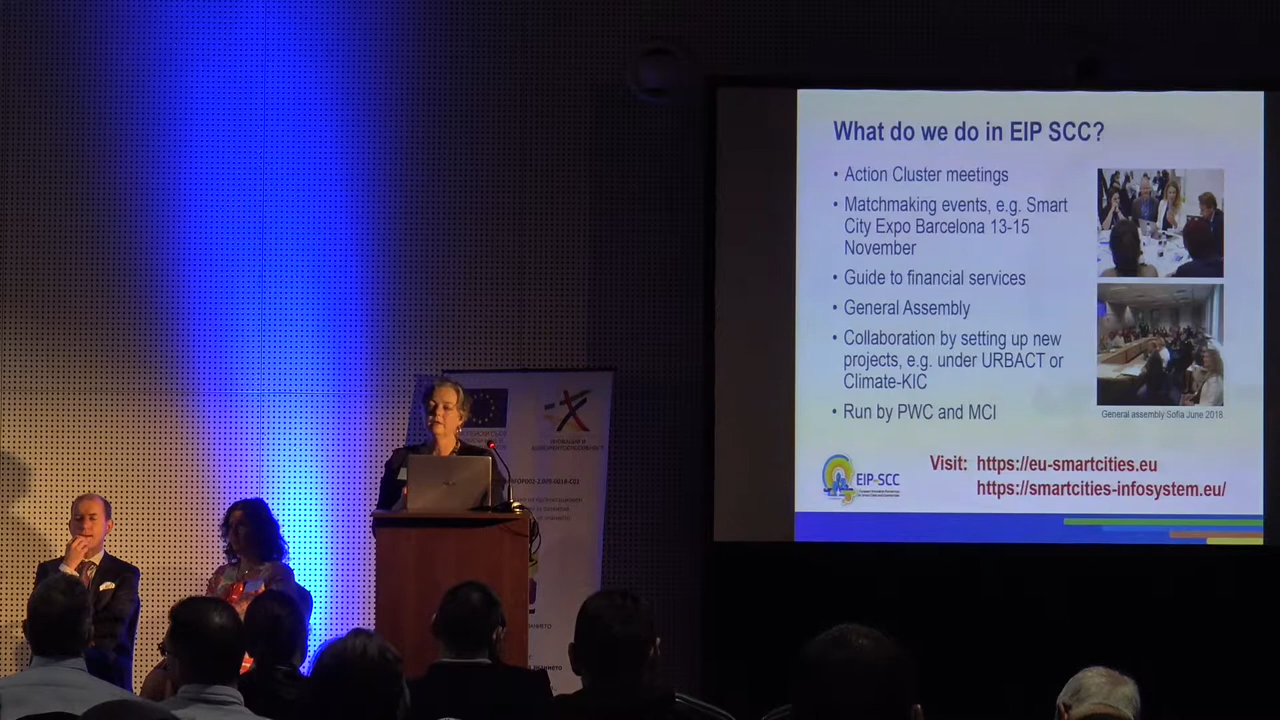 What do we do in EIP SCC?
• Action Cluster meetings
• Matchmaking events, e.g. Smart
City Expo Barcelona 13-15
November
• Guide to financial services
• General Assembly
• Collaboration by setting up new
projects, e.g. under URBACT or
Climate-KIC
• Run by PWC and MCI
General assembly Sofia June 2018
Visit: https://eu-smartcities.eu
https://smartcities-infosystem.eu/
EIP-SCC
ИНОВАЦИИ И